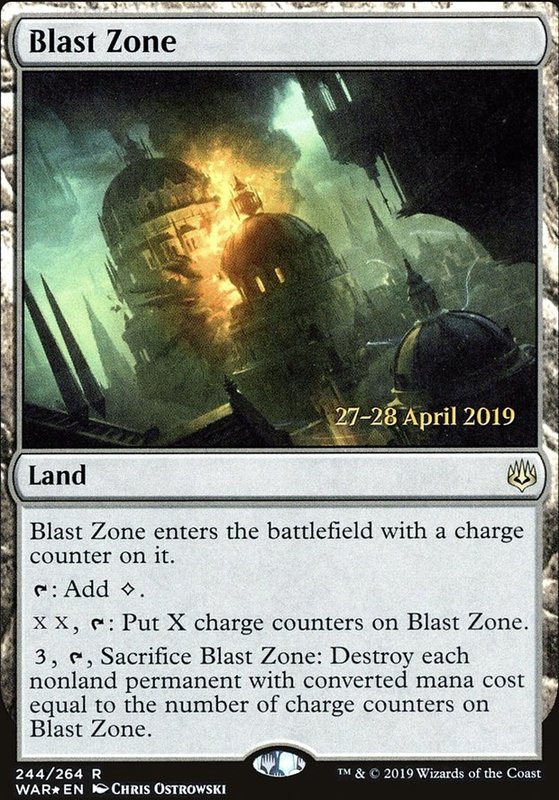 Blast Zone
27–28 April 2019
Land
Blast Zone enters the battlefield with a charge
counter on it.
: Add .
X X, : Put X charge counters on Blast Zone.
3, , Sacrifice Blast Zone: Destroy each
nonland permanent with converted mana cost
equal to the number of charge counters on
Blast Zone.
244/264 R
WAR★EN Chris Ostrowski
™ & © 2019 Wizards of the Coast